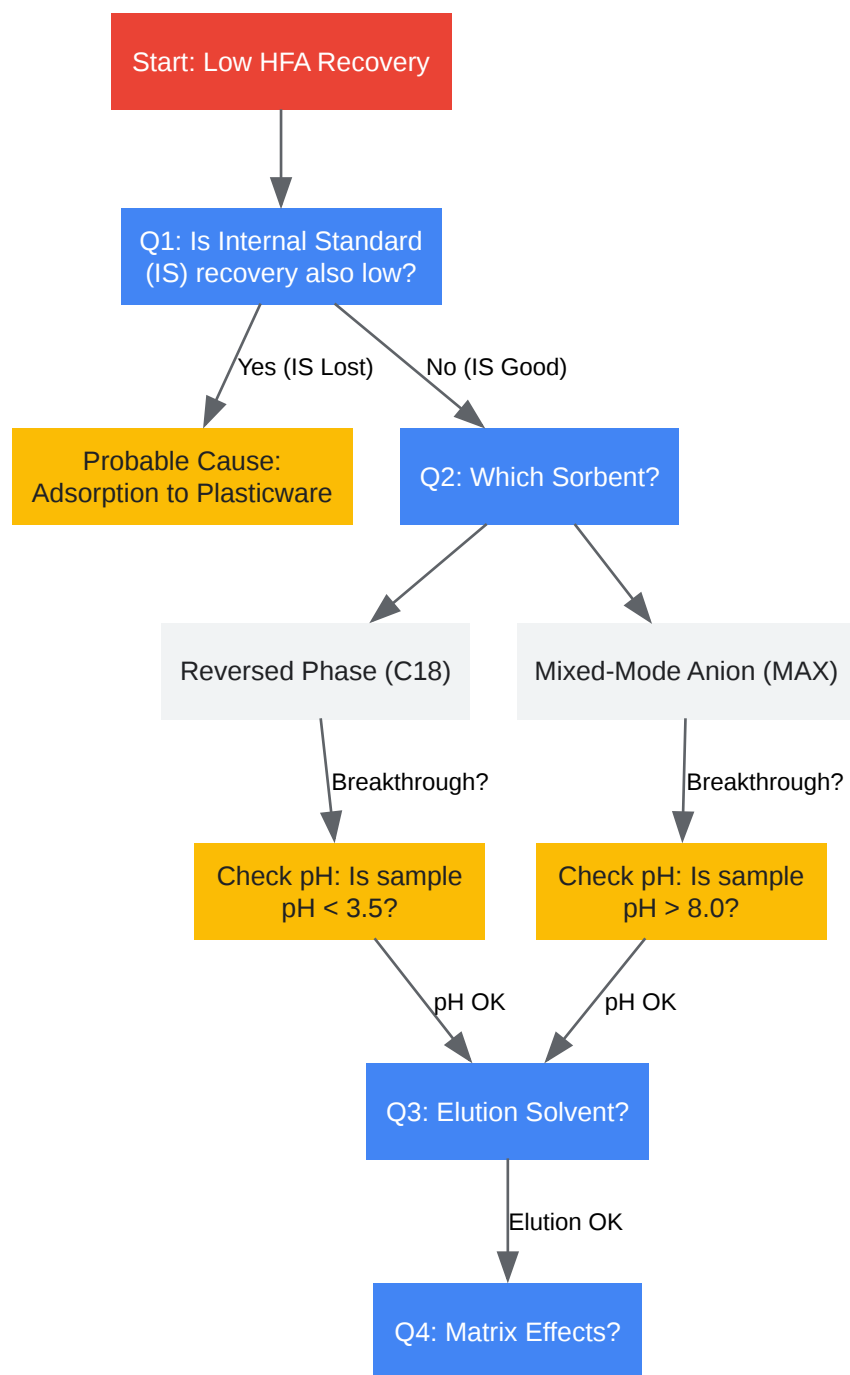 Start: Low HFA Recovery
Q1: Is Internal Standard
(IS) recovery also low?
Yes (IS Lost)
No (IS Good)
Probable Cause:
Adsorption to Plasticware
Q2: Which Sorbent?
Reversed Phase (C18)
Mixed-Mode Anion (MAX)
Breakthrough?
Breakthrough?
Check pH: Is sample
pH < 3.5?
Check pH: Is sample
pH > 8.0?
pH OK
pH OK
Q3: Elution Solvent?
Elution OK
Q4: Matrix Effects?